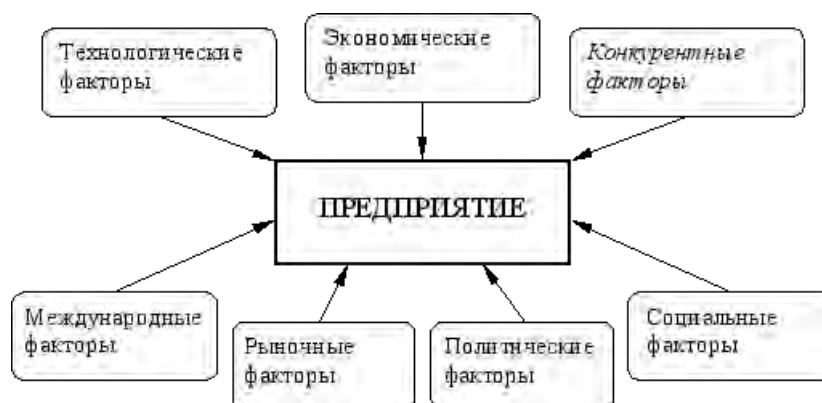 Технологические
факторы
Экономические
факторы
Конкурентные
факторы
ПРЕДПРИЯТИЕ
Международные
факторы
Рыночные
факторы
Политические
факторы
Социальные
факторы